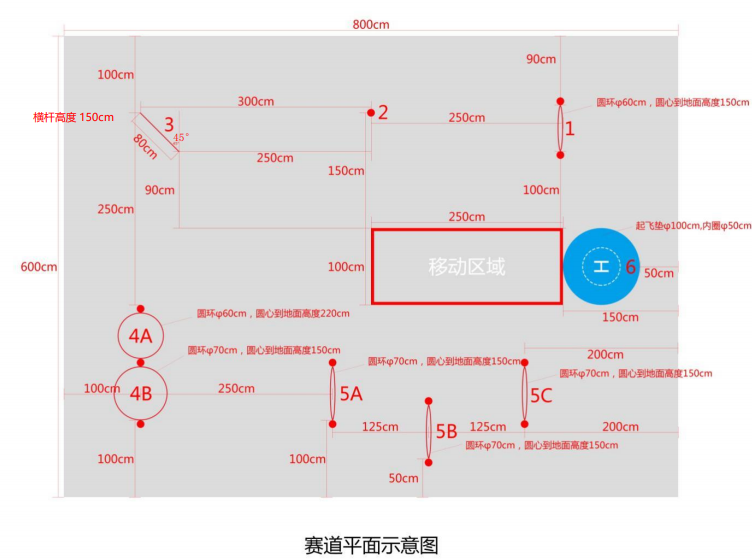 800cm
100cm
90cm
300cm
圆环φ60cm，圆心到地面高度150cm
横杆高度 150cm
3
2
250cm
1
45°
80cm
250cm
150cm
90cm
100cm
250cm
250cm
起飞垫φ100cm,内圈φ50cm
600cm
100cm
移动区域
H
6
50cm
圆环φ60cm，圆心到地面高度220cm
150cm
4A
圆环φ70cm，圆心到地面高度150cm
200cm
圆环φ70cm，圆心到地面高度150cm
圆环φ70cm，圆心到地面高度150cm
100cm
4B
250cm
5A
5C
125cm
5B
125cm
200cm
圆环φ70cm，圆心到地面高度150cm
100cm
100cm
50cm
赛道平面示意图